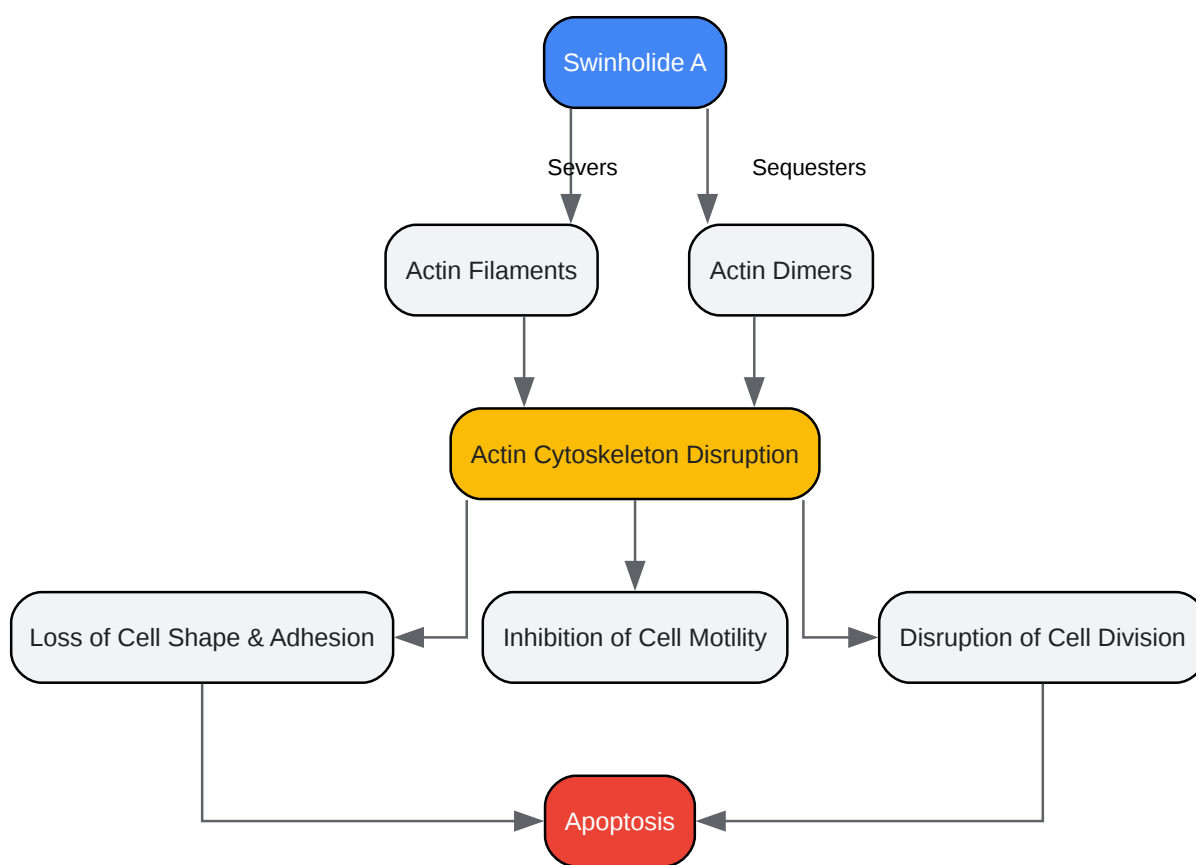 Swinholide A
Severs
Sequesters
Actin Filaments
Actin Dimers
Actin Cytoskeleton Disruption
Loss of Cell Shape & Adhesion
Inhibition of Cell Motility
Disruption of Cell Division
Apoptosis